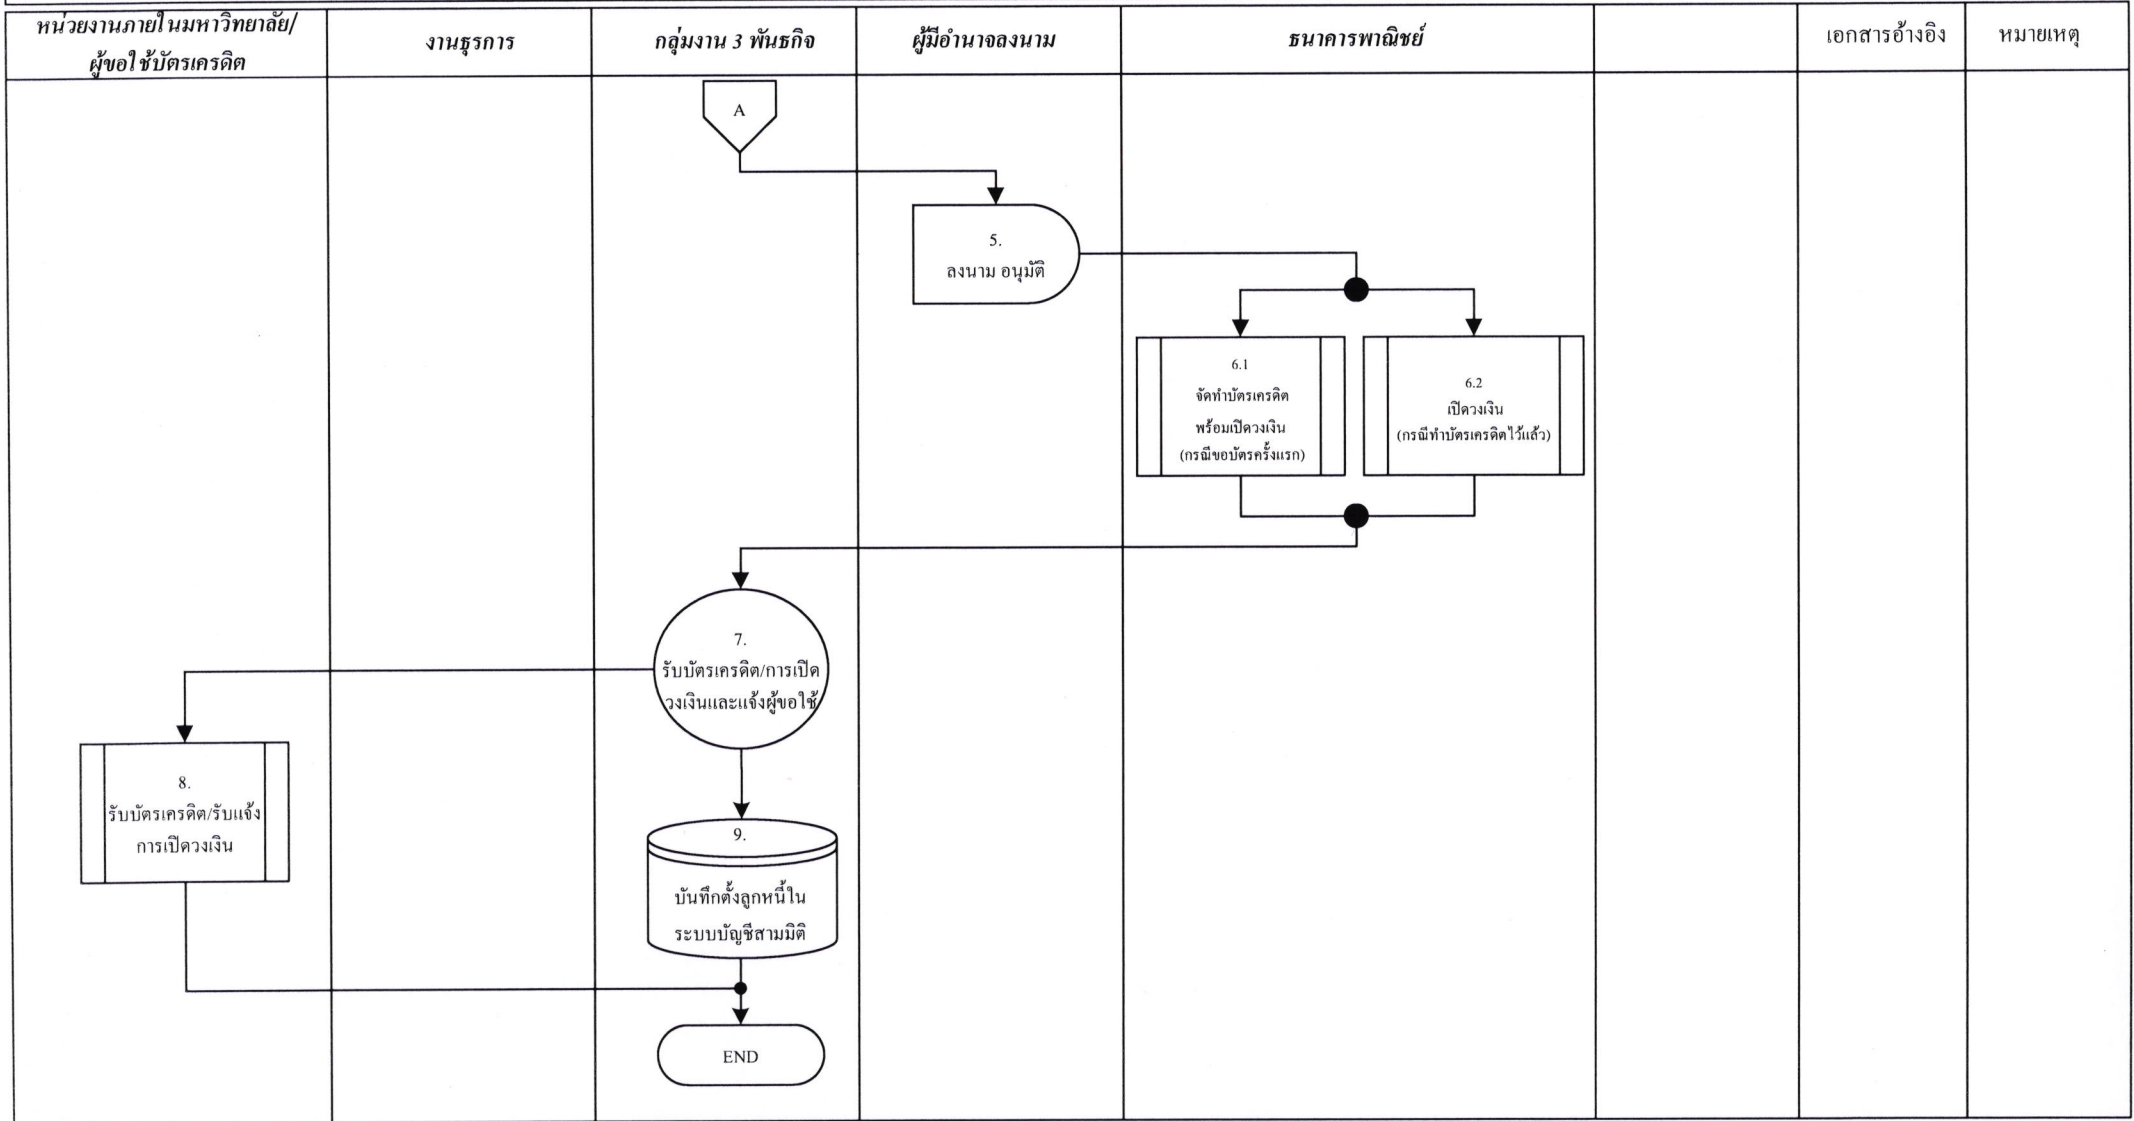 หน่วยงานภายในมหาวิทยาลัย/
ผู้ขอใช้บัตรเครดิต
งานธุรการ
กลุ่มงาน 3 พันธกิจ
ผู้มีอำนาจลงนาม
ธนาคารพาณิชย์
เอกสารอ้างอิง
หมายเหตุ
A
5.
ลงนาม อนุมัติ
6.1
จัดทำบัตรเครดิต
พร้อมเปิดวงเงิน
(กรณีขอบัตรครั้งแรก)
6.2
เปิดวงเงิน
(กรณีทำบัตรเครดิตไว้แล้ว)
7.
รับบัตรเครดิต/การเปิด
วงเงินและแจ้งผู้ขอใช้
8.
รับบัตรเครดิต/รับแจ้ง
การเปิดวงเงิน
9.
บันทึกตั้งลูกหนี้ใน
ระบบบัญชีสามมิติ
END